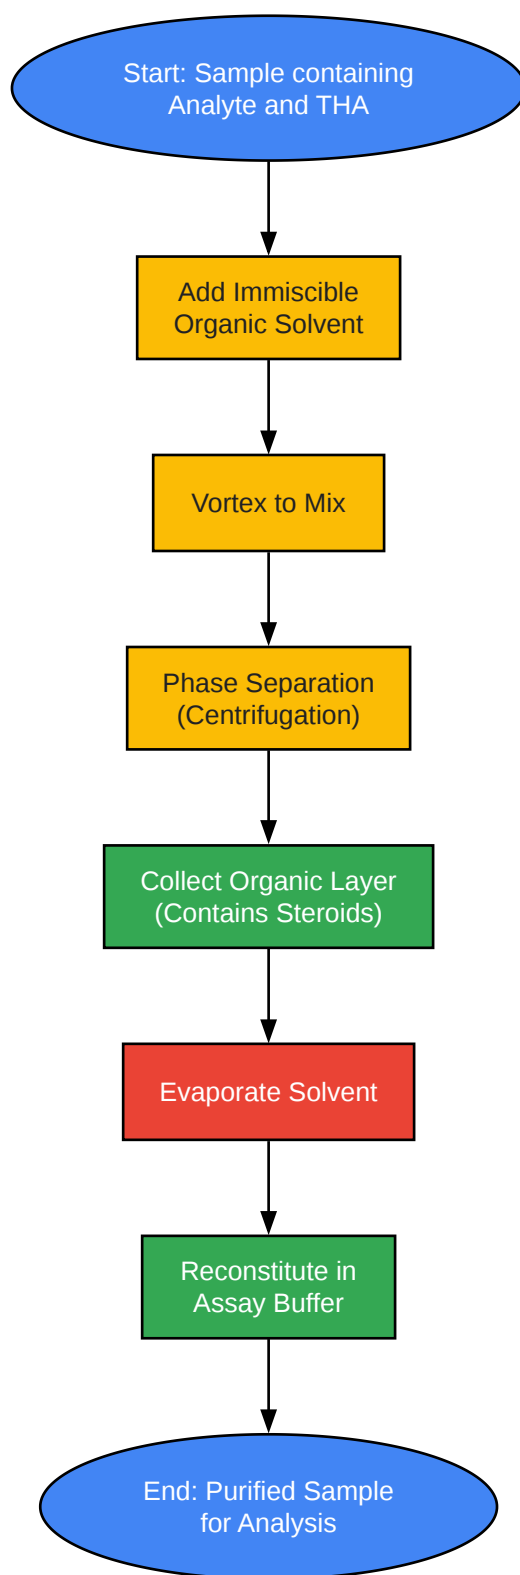 Start: Sample containing
Analyte and THA
Add Immiscible
Organic Solvent
Vortex to Mix
Phase Separation
(Centrifugation)
Collect Organic Layer
(Contains Steroids)
Evaporate Solvent
Reconstitute in
Assay Buffer
End: Purified Sample
for Analysis